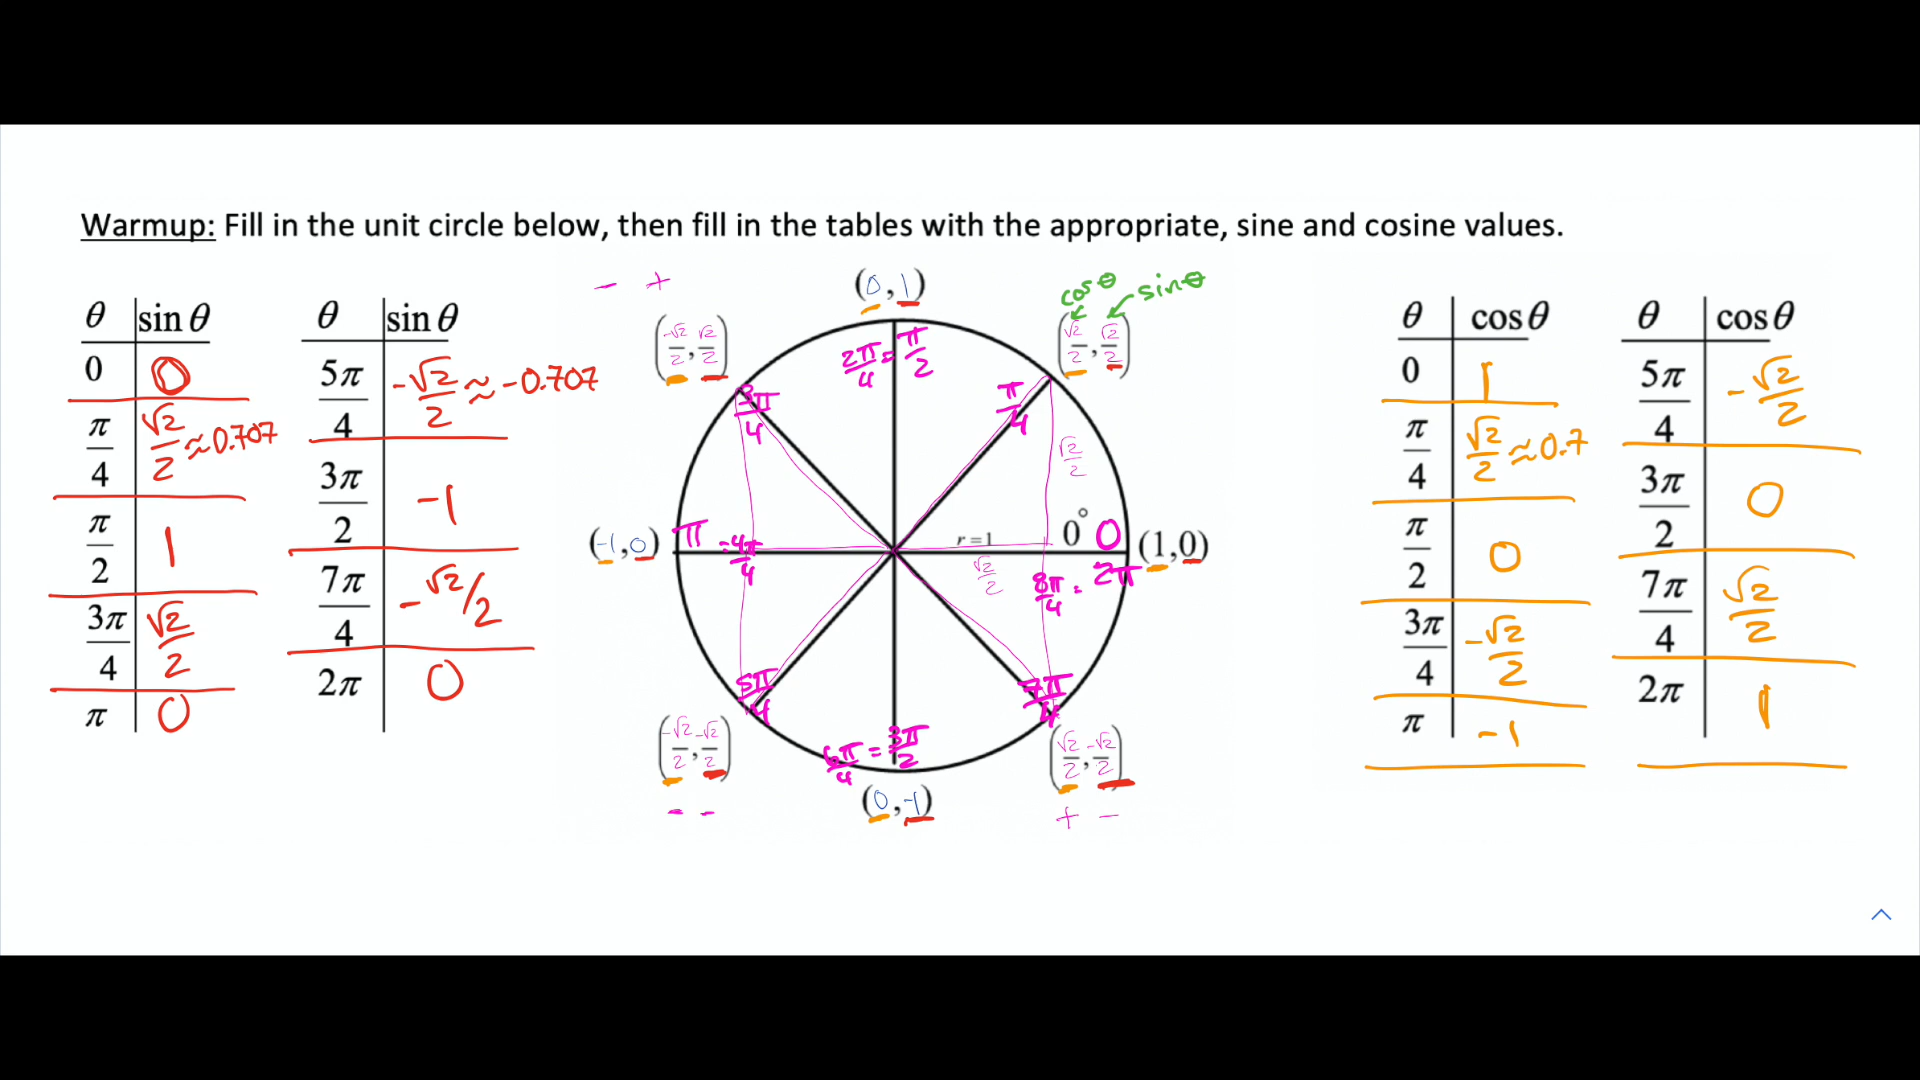 Warmup: Fill in the unit circle below, then fill in the tables with the appropriate, sine and cosine values.
θ sin θ
0 0
π/4 √2/2 ≈0.707
π/2 1
3π/4 √2/2
π 0
θ sin θ
5π/4 -√2/2 ≈ -0.707
3π/2 -1
7π/4 -√2/2
2π 0
- +
(0,1)
cosθ sinθ
(-√2/2, √2/2)
(√2/2, √2/2)
2π/4 = π/2
3π/4
π/4
√2/2
(-1,0) π =4π/4
r = 1 0° 0 (1,0)
√2/2
8π/4 = 2π
5π/4
7π/4
6π/4 = 3π/2
(-√2/2, -√2/2)
(√2/2, -√2/2)
(0,-1)
- -
+ -
θ cos θ
0 1
π/4 √2/2 ≈0.7
π/2 0
3π/4 -√2/2
π -1
θ cos θ
5π/4 -√2/2
3π/2 0
7π/4 √2/2
2π 1